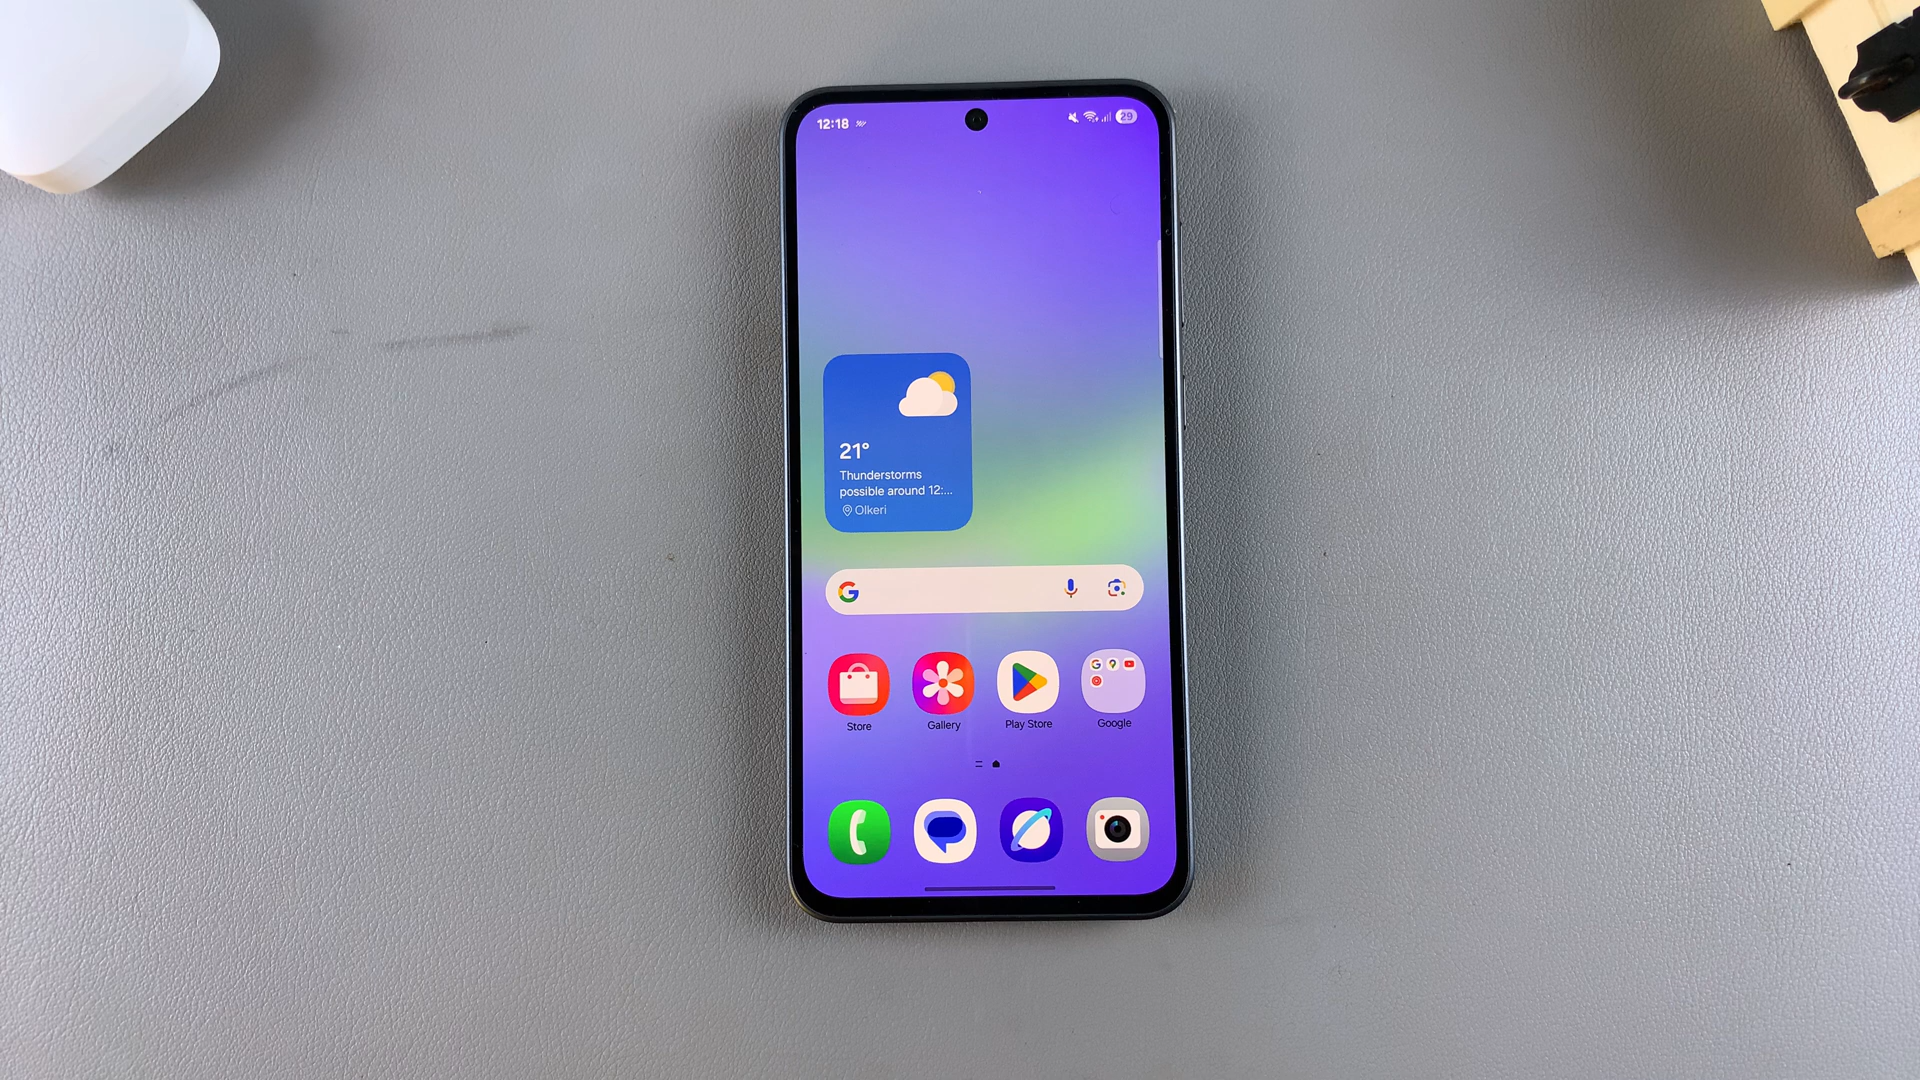 12:18
29
21°
Thunderstorms
possible around 12:...
Olkeri
Store
Gallery
Play Store
Google